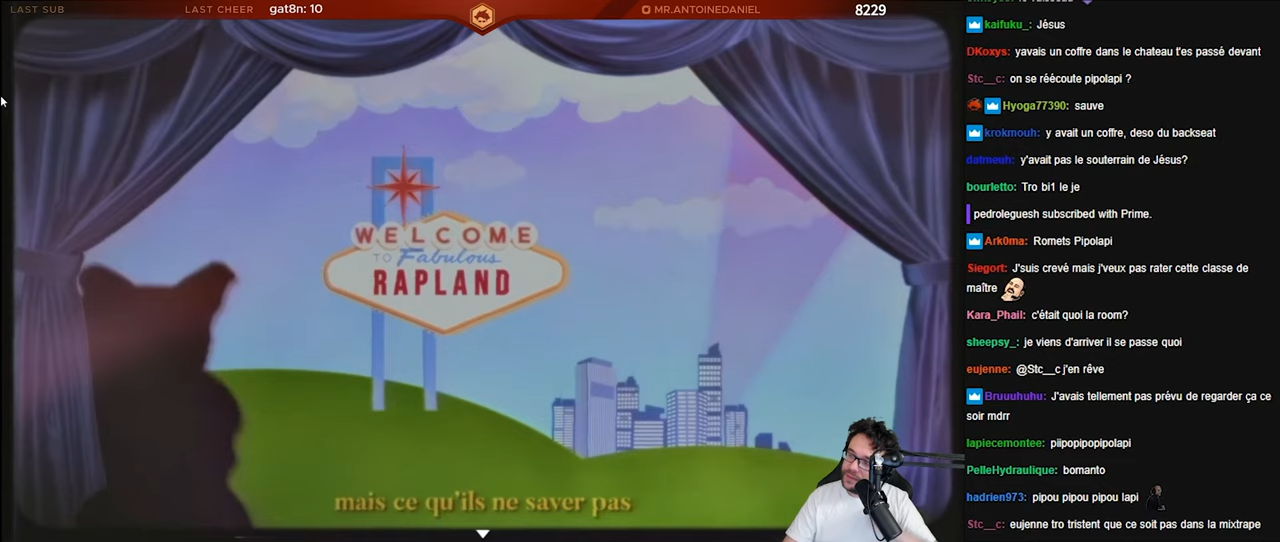 LAST SUB
LAST CHEER gat8n: 10
MR.ANTOINEDANIEL
8229
WELCOME
TO Fabulous
RAPLAND
mais ce qu'ils ne saver pas
kaifuku_: Jésus
DKoxys: yavais un coffre dans le chateau t'es passé devant
Stc__c: on se réécoute pipolapi ?
Hyoga77390: sauve
krokmouh: y avait un coffre, deso du backseat
datmeuh: y'avait pas le souterrain de Jésus?
bourletto: Tro bi1 le je
pedroleguesh subscribed with Prime.
Ark0ma: Romets Pipolapi
Siegort: J'suis crevé mais j'veux pas rater cette classe de
maître
Kara_Phail: c'était quoi la room?
sheepsy_: je viens d'arriver il se passe quoi
eujenne: @Stc__c j'en rêve
Bruuuhuhu: J'avais tellement pas prévu de regarder ça ce
soir mdrr
lapiecemontee: piipopipopipolapi
PelleHydraulique: bomanto
hadrien973: pipou pipou pipou lapi
Stc__c: eujenne tro tristent que ce soit pas dans la mixtrape